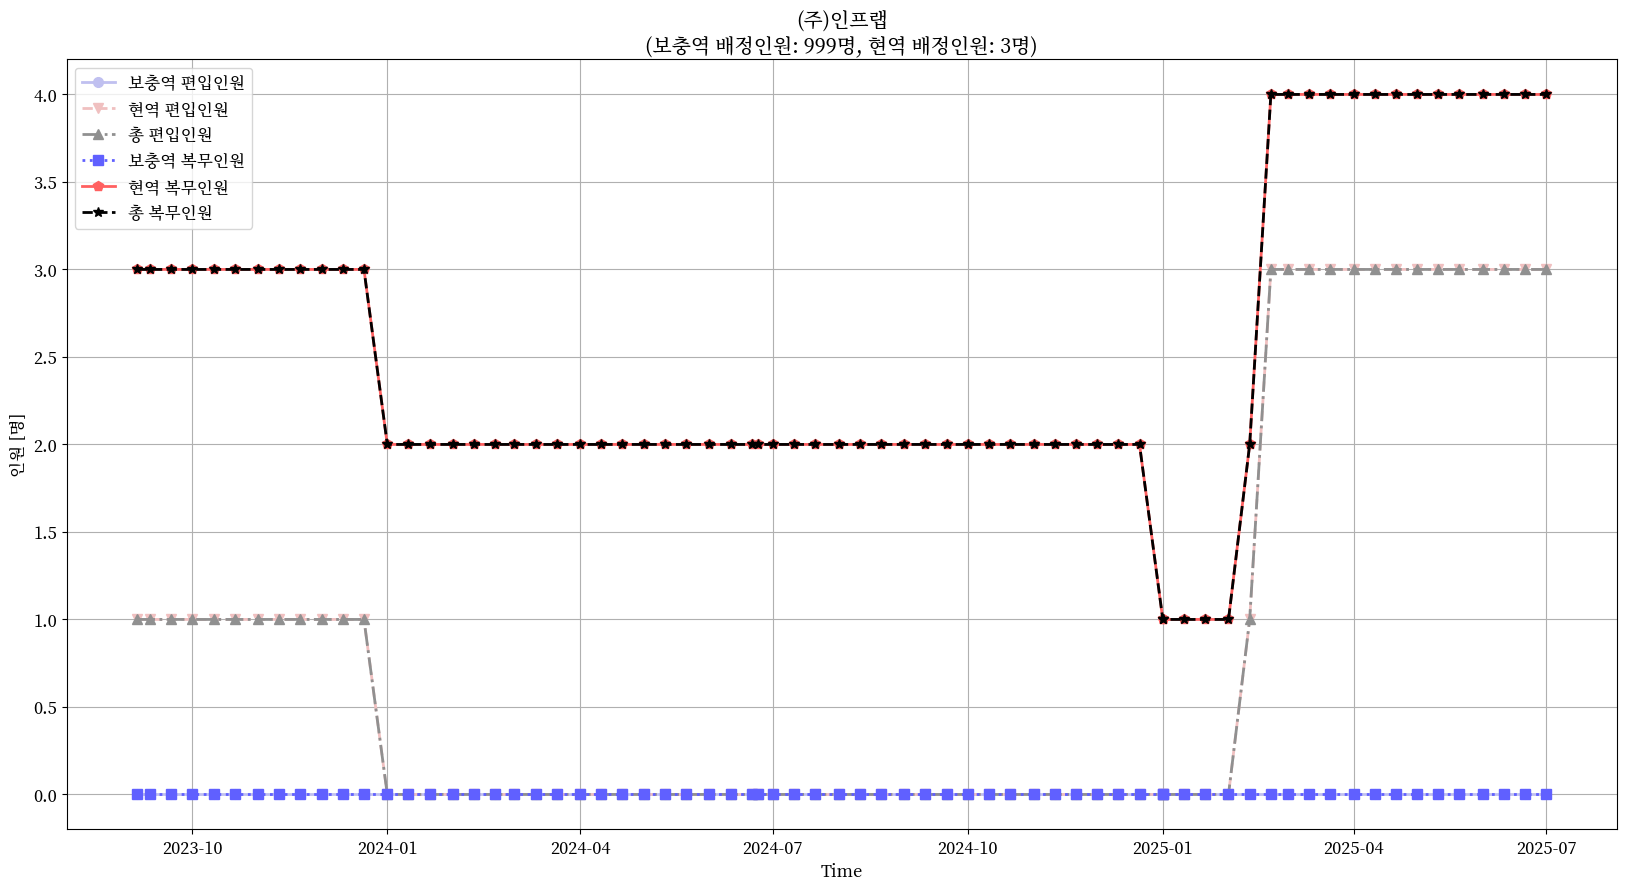 (주)인프랩
(보충역 배정인원: 999명, 현역 배정인원: 3명)
보충역 편입인원
현역 편입인원
총 편입인원
보충역 복무인원
현역 복무인원
총 복무인원
4.0
3.5
3.0
2.5
2.0
1.5
1.0
0.5
0.0
인원 [명]
2023-10 2024-01 2024-04 2024-07 2024-10 2025-01 2025-04 2025-07
Time